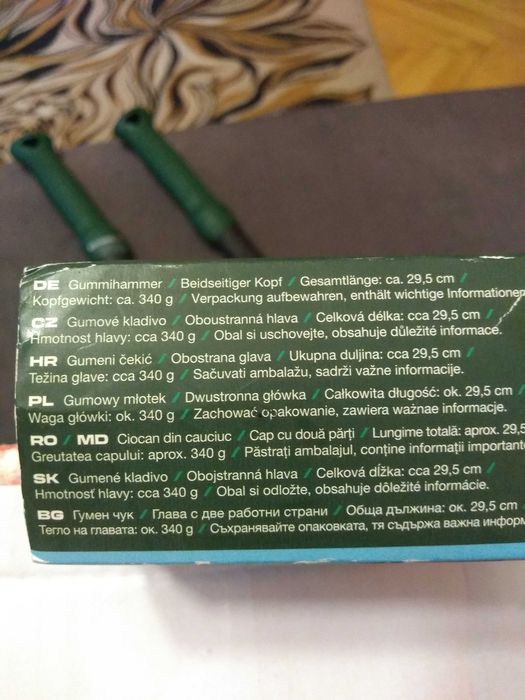 DE Gummihammer / Beidseitiger Kopf / Gesamtlänge: ca. 29,5 cm /
Kopfgewicht: ca. 340 g / Verpackung aufbewahren, enthält wichtige Informationen
CZ Gumové kladivo / Oboustranná hlava / Celková délka: cca 29,5 cm /
Hmotnost hlavy: cca 340 g / Obal si uschovejte, obsahuje důležité informace.
HR Gumeni čekić / Obostrana glava / Ukupna duljina: cca 29,5 cm /
Težina glave: cca 340 g / Sačuvati ambalažu, sadrži važne informacije.
PL Gumowy młotek / Dwustronna główka / Całkowita długość: ok. 29,5 cm /
Waga główki: ok. 340 g / Zachować opakowanie, zawiera ważnae informacje.
RO / MD Ciocan din cauciuc / Cap cu două părți / Lungime totală: aprox. 29,5
Greutatea capului: aprox. 340 g / Păstrați ambalajul, conține informații importante
SK Gumené kladivo / Obojstranná hlava / Celková dĺžka: cca 29,5 cm /
Hmotnosť hlavy: cca 340 g / Obal si odložte, obsahuje dôležité informácie.
BG Гумен чук / Глава с две работни страни / Обща дължина: ок. 29,5 cm /
Тегло на главата: ок. 340 g / Съхранявайте опаковката, тя съдържа важна